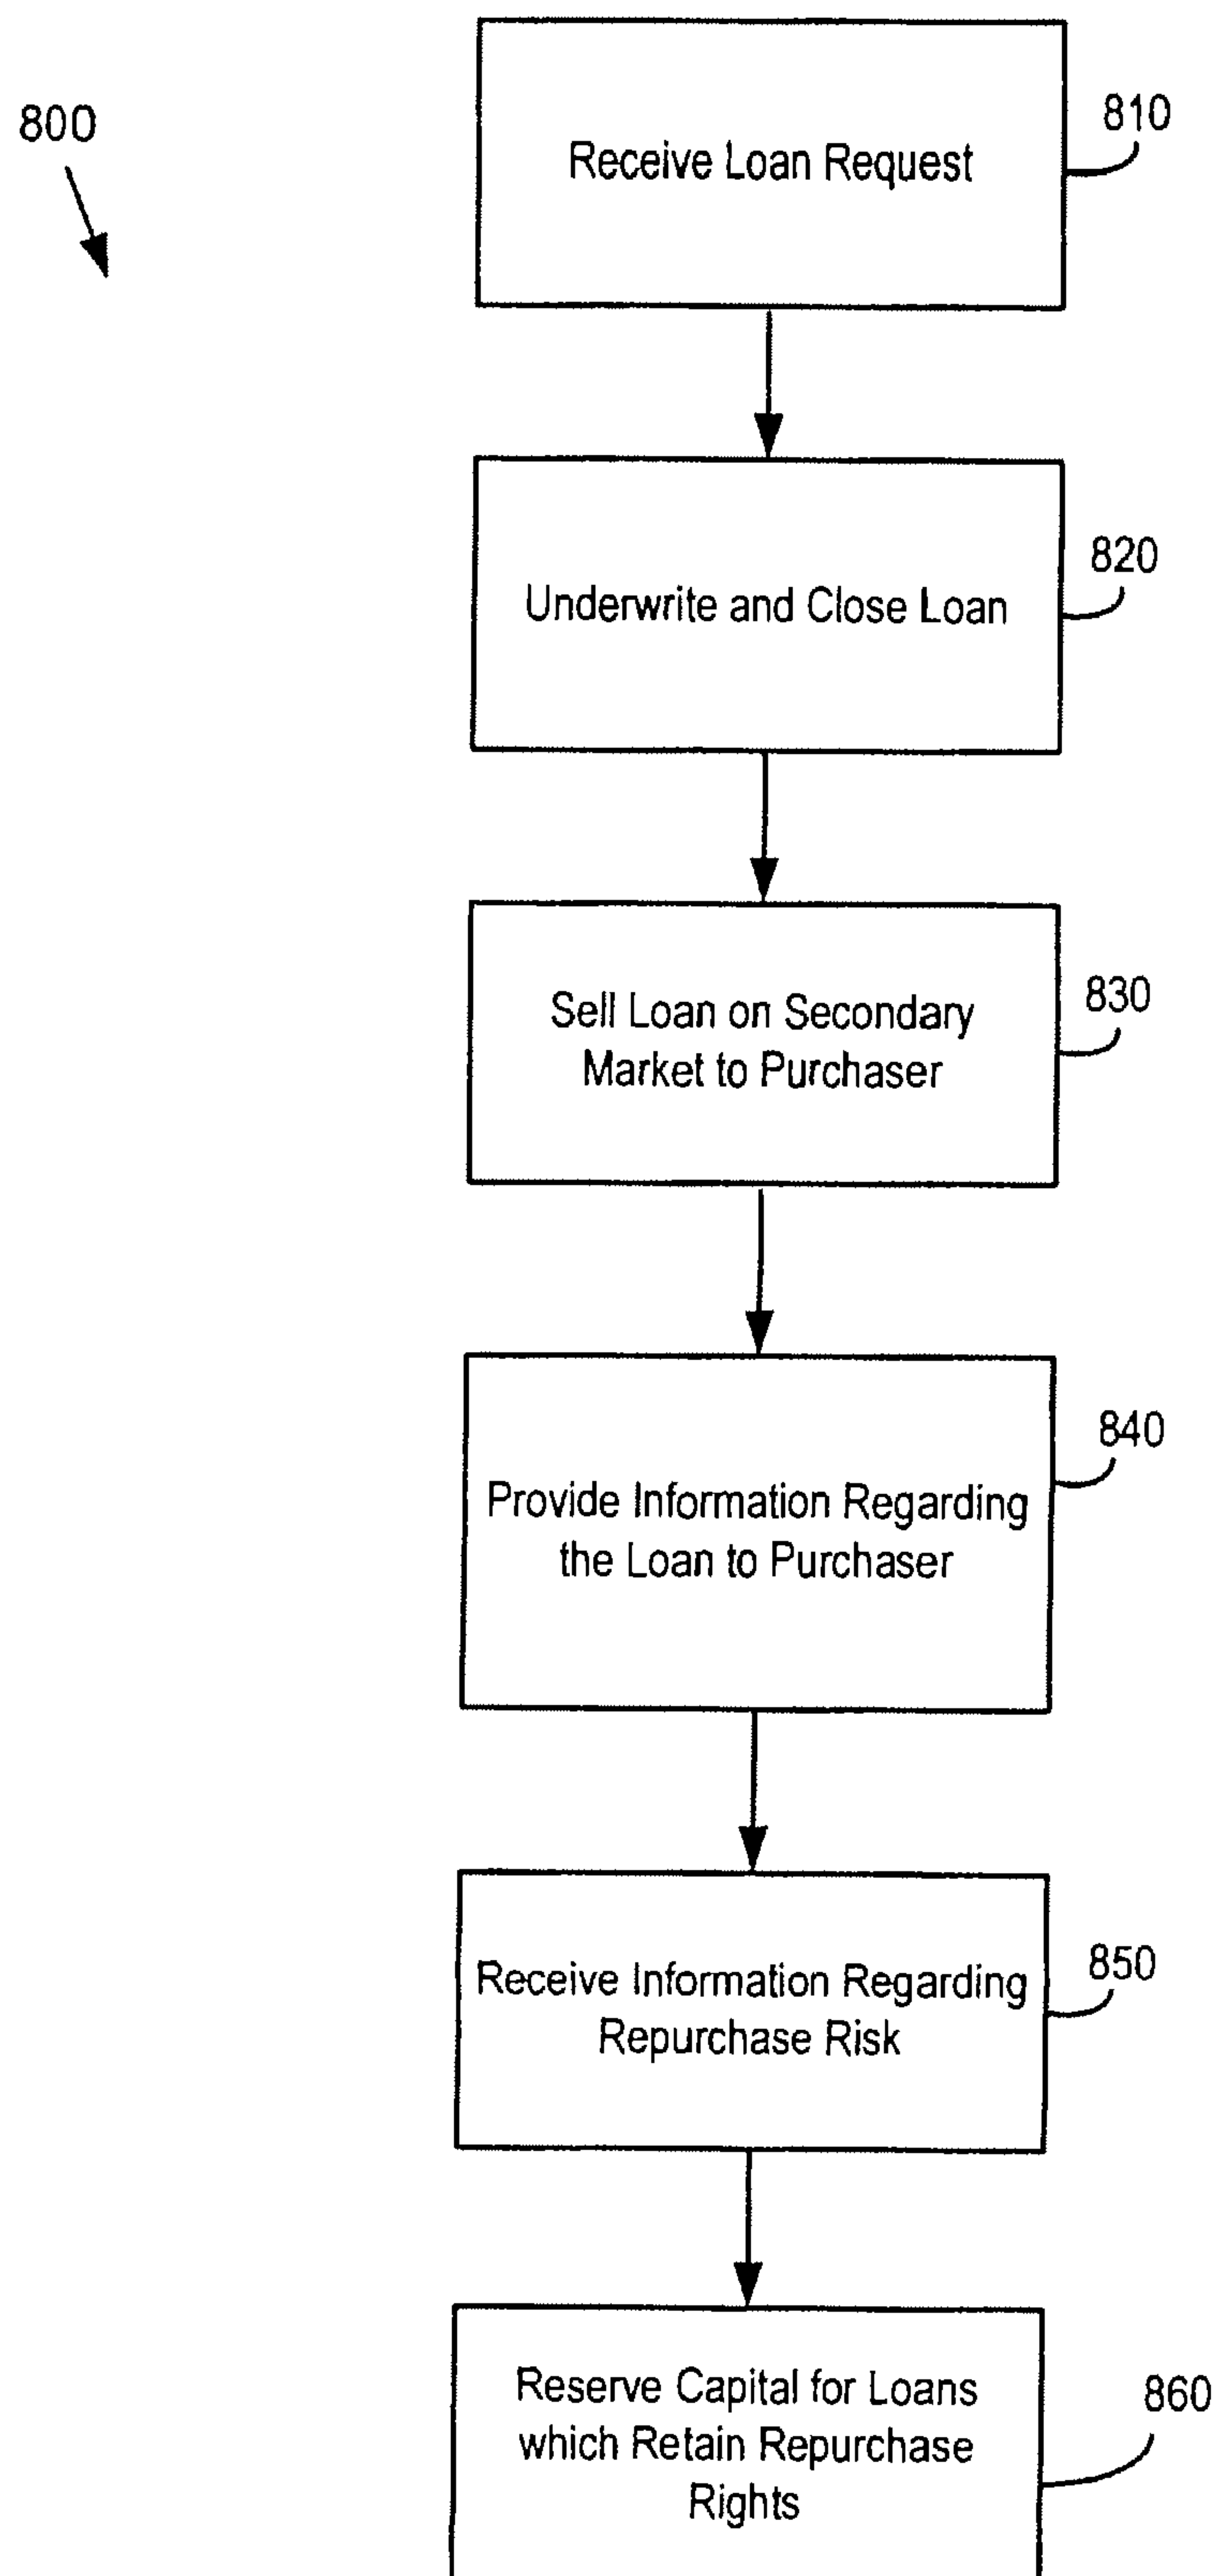 800
Receive Loan Request
810
Underwrite and Close Loan
820
Sell Loan on Secondary
Market to Purchaser
830
Provide Information Regarding
the Loan to Purchaser
840
Receive Information Regarding
Repurchase Risk
850
Reserve Capital for Loans
which Retain Repurchase
Rights
860